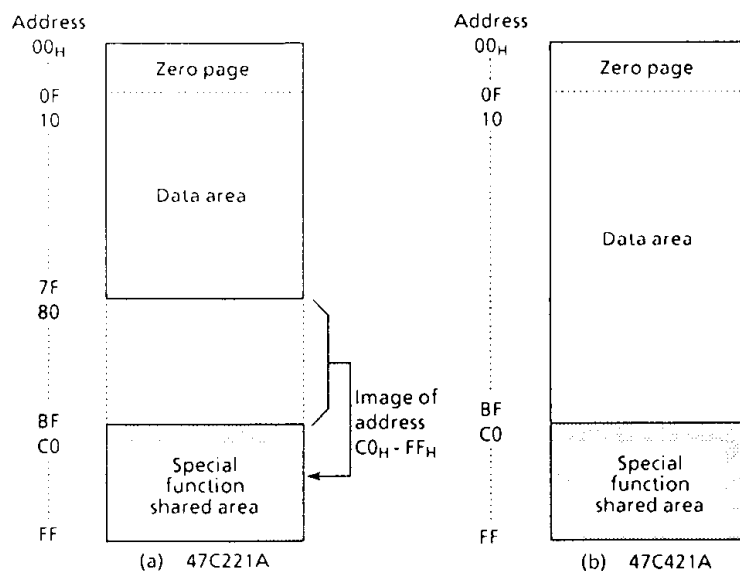 Address
00H
Zero page
0F
10
Data area
7F
80
Image of
address
C0H - FFH
BF
C0
Special
function
shared area
FF
(a) 47C221A
Address
00H
Zero page
0F
10
Data area
BF
C0
Special
function
shared area
FF
(b) 47C421A